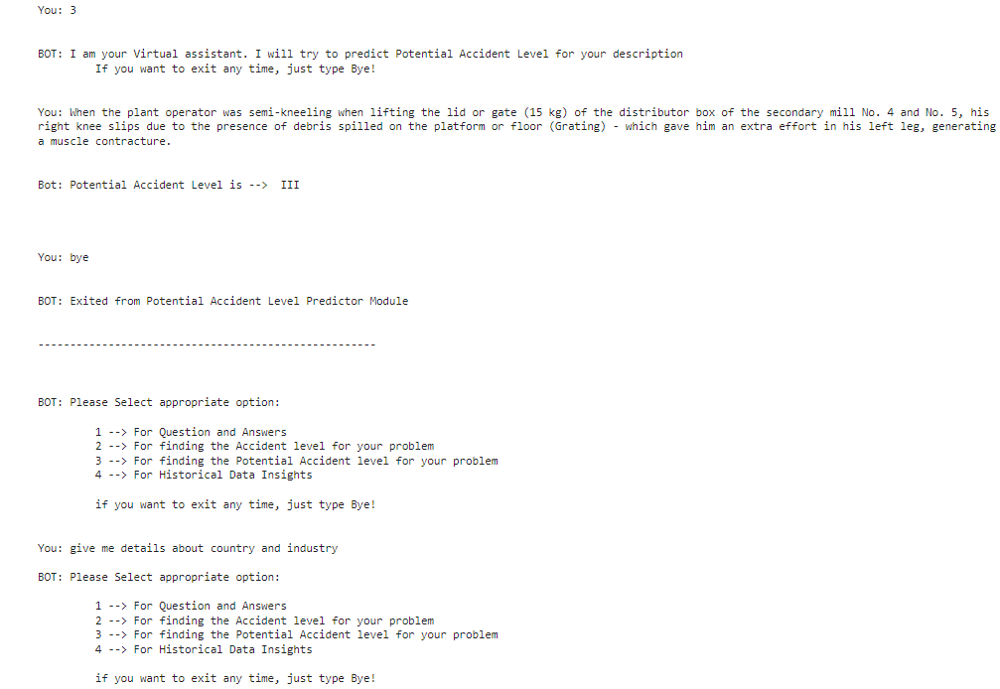 You: 3
BOT: I am your Virtual assistant. I will try to predict Potential Accident Level for your description
If you want to exit any time, just type Bye!
You: When the plant operator was semi-kneeling when lifting the lid or gate (15 kg) of the distributor box of the secondary mill No. 4 and No. 5, his
right knee slips due to the presence of debris spilled on the platform or floor (Grating) - which gave him an extra effort in his left leg, generating
a muscle contracture.
Bot: Potential Accident Level is -->  III
You: bye
BOT: Exited from Potential Accident Level Predictor Module
-----------------------------------------------------
BOT: Please Select appropriate option:
1 --> For Question and Answers
2 --> For finding the Accident level for your problem
3 --> For finding the Potential Accident level for your problem
4 --> For Historical Data Insights
if you want to exit any time, just type Bye!
You: give me details about country and industry
BOT: Please Select appropriate option:
1 --> For Question and Answers
2 --> For finding the Accident level for your problem
3 --> For finding the Potential Accident level for your problem
4 --> For Historical Data Insights
if you want to exit any time, just type Bye!